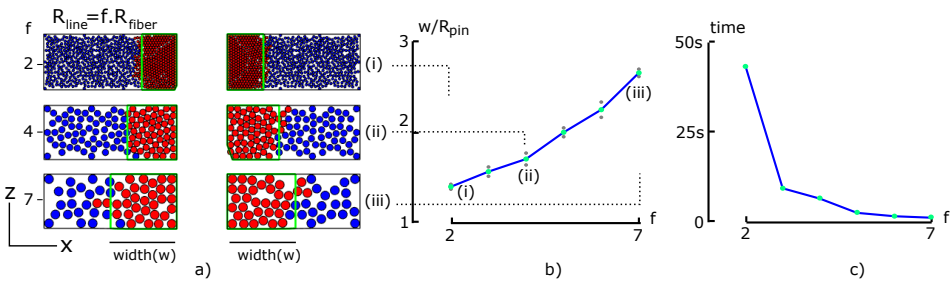 R_line=f.R_fiber
f
2
4
7
(i)
(ii)
(iii)
Z
X
width(w)
width(w)
a)
w/R_pin
3
2
1
(i)
(ii)
(iii)
2
7
f
b)
time
50s
25s
0
2
7
f
c)